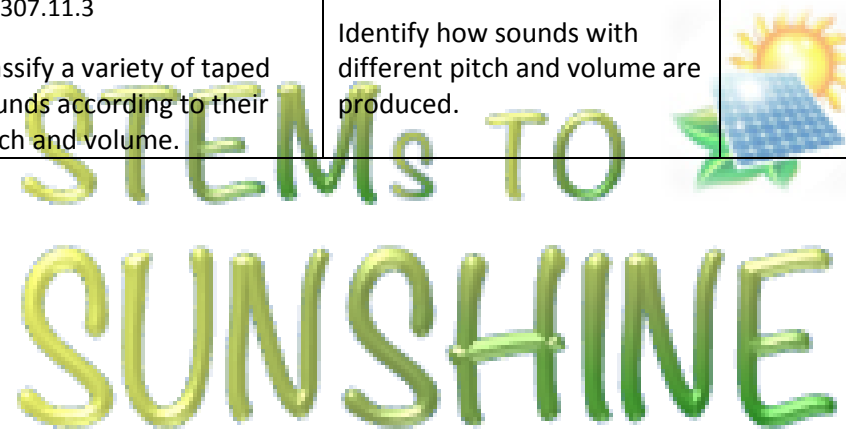 307.11.3
assify a variety of taped
unds according to their
ch and volume.
Identify how sounds with
different pitch and volume are
produced.
STEMs TO
SUNSHINE